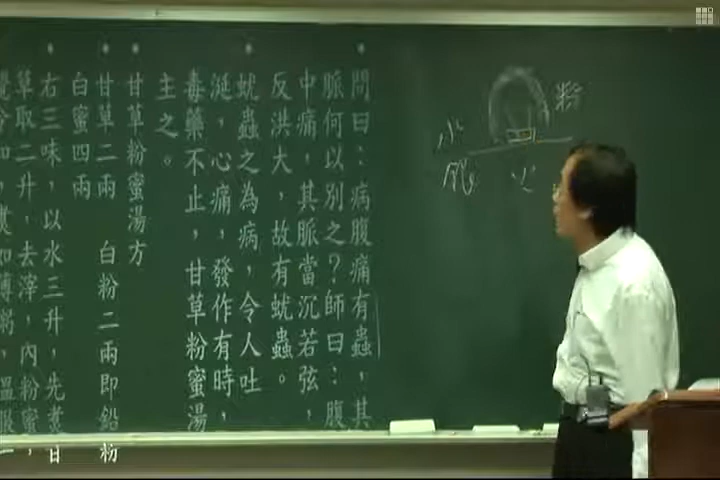 問曰：病腹痛有蟲，其
脈何以別之？師曰：腹
中痛，其脈當沉若弦，
反洪大，故有蚘蟲。
蚘蟲之為病，令人吐
涎，心痛，發作有時，
毒藥不止，甘草粉蜜湯
主之。
甘草粉蜜湯方
甘草二兩 白粉二兩即鉛粉
白蜜四兩
右三味，以水三升，先煮甘
草取二升，去滓，內粉蜜，
粉
火